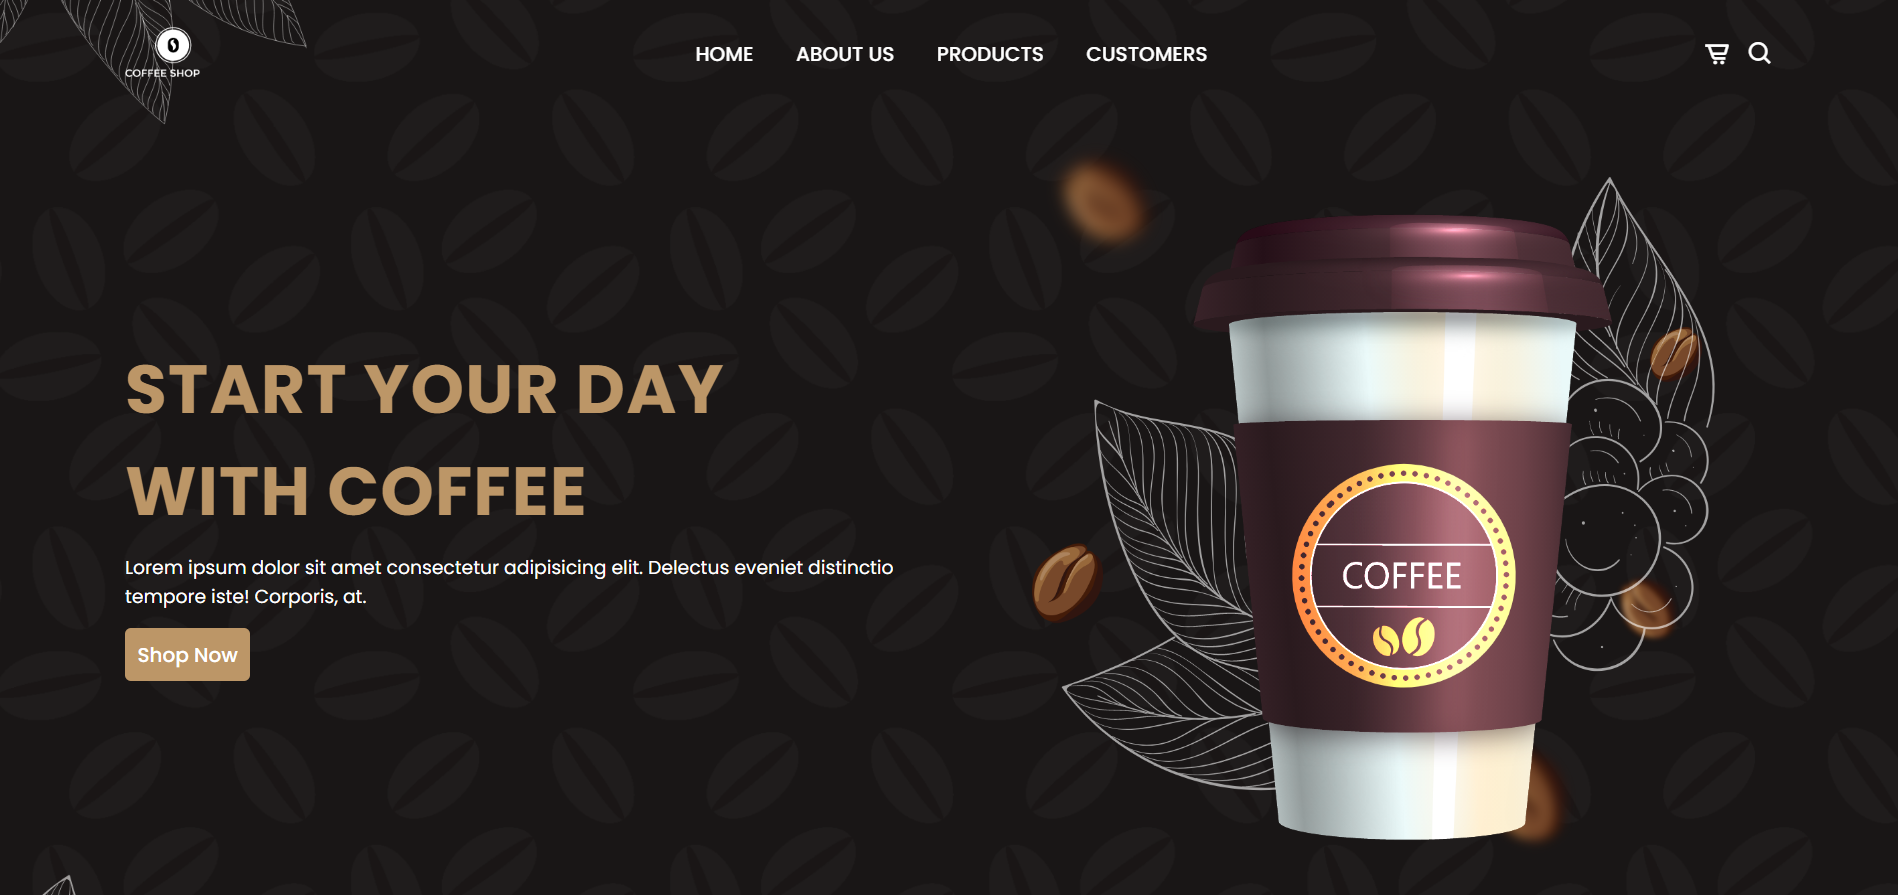 COFFEE SHOP
HOME
ABOUT US
PRODUCTS
CUSTOMERS
START YOUR DAY
WITH COFFEE
Lorem ipsum dolor sit amet consectetur adipisicing elit. Delectus eveniet distinctio
tempore iste! Corporis, at.
Shop Now
COFFEE